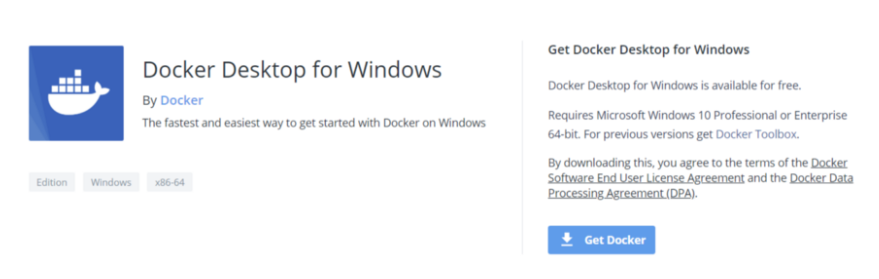 Docker Desktop for Windows
By Docker
The fastest and easiest way to get started with Docker on Windows
Edition
Windows
x86-64
Get Docker Desktop for Windows
Docker Desktop for Windows is available for free.
Requires Microsoft Windows 10 Professional or Enterprise
64-bit. For previous versions get Docker Toolbox.
By downloading this, you agree to the terms of the Docker
Software End User License Agreement and the Docker Data
Processing Agreement (DPA).
Get Docker